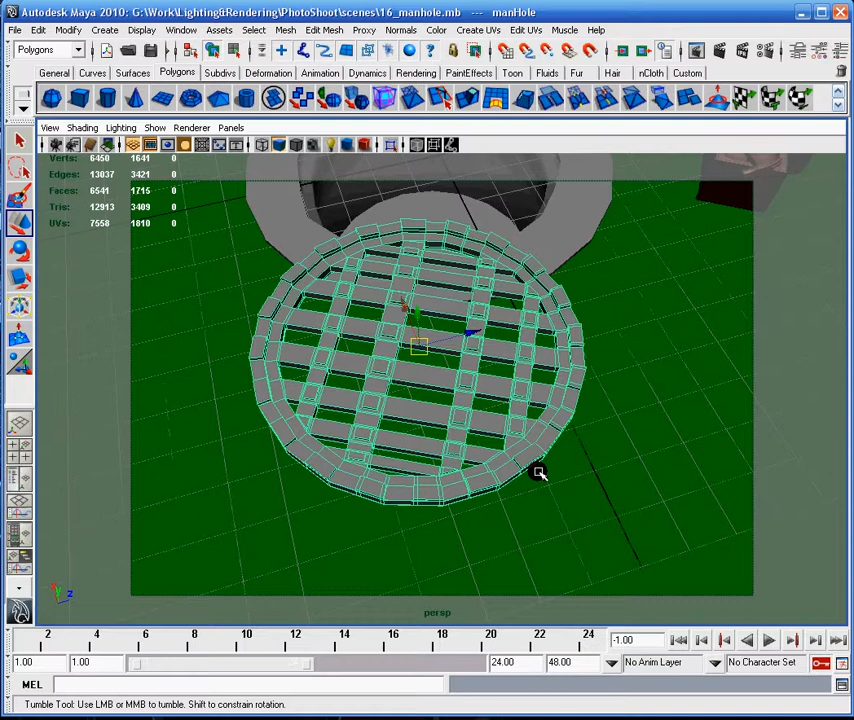 Autodesk Maya 2010: G:\Work\Lighting&Rendering\PhotoShoot\scenes\16_manhole.mb --- manHole
File Edit Modify Create Display Window Assets Select Mesh Edit Mesh Proxy Normals Color Create UVs Edit UVs Muscle Help
Polygons
General Curves Surfaces Polygons Subdivs Deformation Animation Dynamics Rendering PaintEffects Toon Fluids Fur Hair nCloth Custom
View Shading Lighting Show Renderer Panels
Verts: 6450 1641 0
Edges: 13037 3421 0
Faces: 6541 1715 0
Tris: 12913 3409 0
UVs: 7558 1810 0
x y z
persp
2 4 6 8 10 12 14 16 18 20 22 24 -1.00
1.00 1.00 24.00 48.00 No Anim Layer No Character Set
MEL
Tumble Tool: Use LMB or MMB to tumble. Shift to constrain rotation.